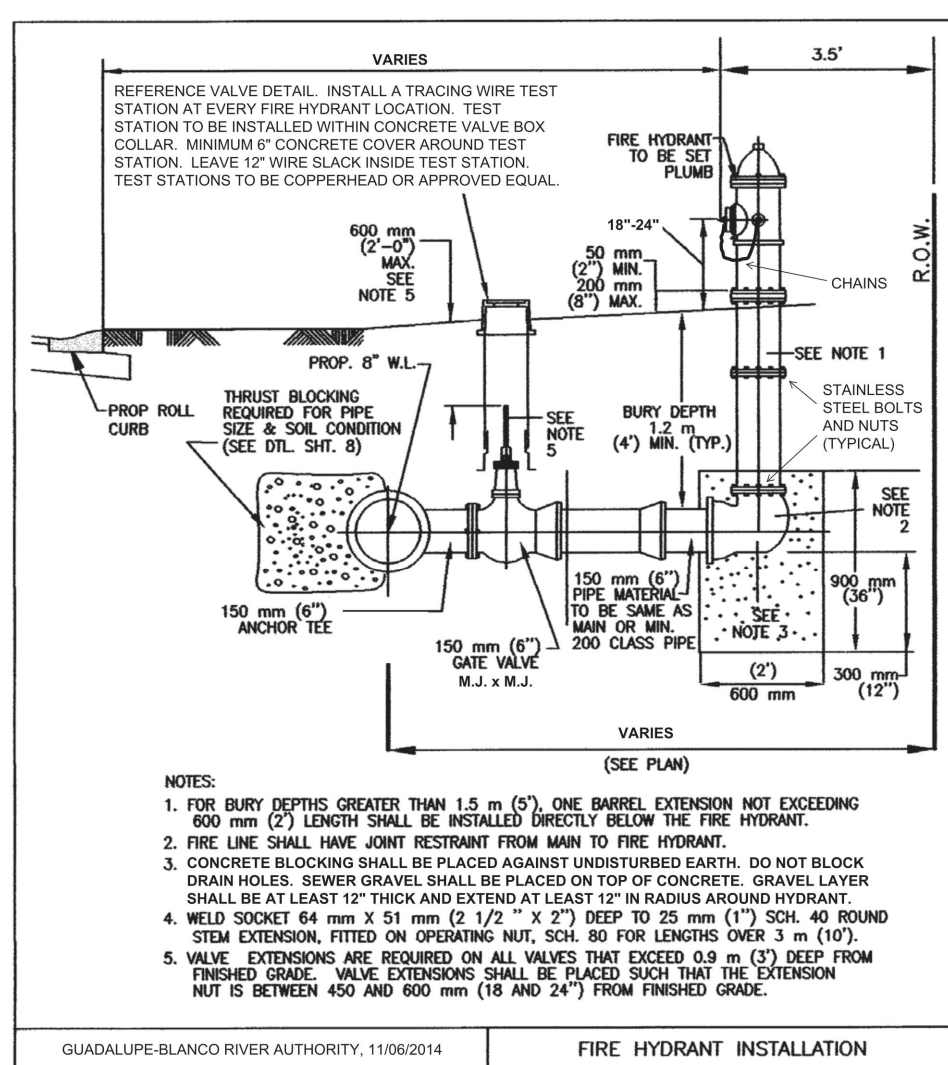 VARIES
3.5'
REFERENCE VALVE DETAIL. INSTALL A TRACING WIRE TEST
STATION AT EVERY FIRE HYDRANT LOCATION. TEST
STATION TO BE INSTALLED WITHIN CONCRETE VALVE BOX
COLLAR. MINIMUM 6" CONCRETE COVER AROUND TEST
STATION. LEAVE 12" WIRE SLACK INSIDE TEST STATION.
TEST STATIONS TO BE COPPERHEAD OR APPROVED EQUAL.
FIRE HYDRANT
TO BE SET
PLUMB
600 mm
(2'-0")
MAX.
SEE
NOTE 5
18"-24"
50 mm
(2") MIN.
200 mm
(8") MAX.
CHAINS
R.O.W.
PROP. 8" W.L.
SEE NOTE 1
PROP ROLL
CURB
THRUST BLOCKING
REQUIRED FOR PIPE
SIZE & SOIL CONDITION
(SEE DTL. SHT. 8)
SEE
NOTE
5
BURY DEPTH
1.2 m
(4') MIN. (TYP.)
STAINLESS
STEEL BOLTS
AND NUTS
(TYPICAL)
SEE
NOTE
2
150 mm (6")
ANCHOR TEE
150 mm (6")
GATE VALVE
M.J. x M.J.
150 mm (6")
PIPE MATERIAL
TO BE SAME AS
MAIN OR MIN.
200 CLASS PIPE
SEE
NOTE 3
900 mm
(36")
(2')
600 mm
300 mm
(12")
VARIES
(SEE PLAN)
NOTES:
1. FOR BURY DEPTHS GREATER THAN 1.5 m (5'), ONE BARREL EXTENSION NOT EXCEEDING
600 mm (2') LENGTH SHALL BE INSTALLED DIRECTLY BELOW THE FIRE HYDRANT.
2. FIRE LINE SHALL HAVE JOINT RESTRAINT FROM MAIN TO FIRE HYDRANT.
3. CONCRETE BLOCKING SHALL BE PLACED AGAINST UNDISTURBED EARTH. DO NOT BLOCK
DRAIN HOLES. SEWER GRAVEL SHALL BE PLACED ON TOP OF CONCRETE. GRAVEL LAYER
SHALL BE AT LEAST 12" THICK AND EXTEND AT LEAST 12" IN RADIUS AROUND HYDRANT.
4. WELD SOCKET 64 mm X 51 mm (2 1/2 " X 2") DEEP TO 25 mm (1") SCH. 40 ROUND
STEM EXTENSION, FITTED ON OPERATING NUT, SCH. 80 FOR LENGTHS OVER 3 m (10').
5. VALVE EXTENSIONS ARE REQUIRED ON ALL VALVES THAT EXCEED 0.9 m (3') DEEP FROM
FINISHED GRADE. VALVE EXTENSIONS SHALL BE PLACED SUCH THAT THE EXTENSION
NUT IS BETWEEN 450 AND 600 mm (18 AND 24") FROM FINISHED GRADE.
GUADALUPE-BLANCO RIVER AUTHORITY, 11/06/2014
FIRE HYDRANT INSTALLATION